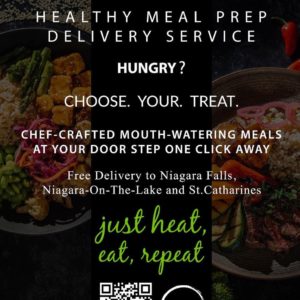 HEALTHY MEAL PREP
DELIVERY SERVICE
HUNGRY?
CHOOSE. YOUR. TREAT.
CHEF-CRAFTED MOUTH-WATERING MEALS
AT YOUR DOOR STEP ONE CLICK AWAY
Free Delivery to Niagara Falls,
Niagara-On-The-Lake and St.Catharines
just heat,
eat, repeat